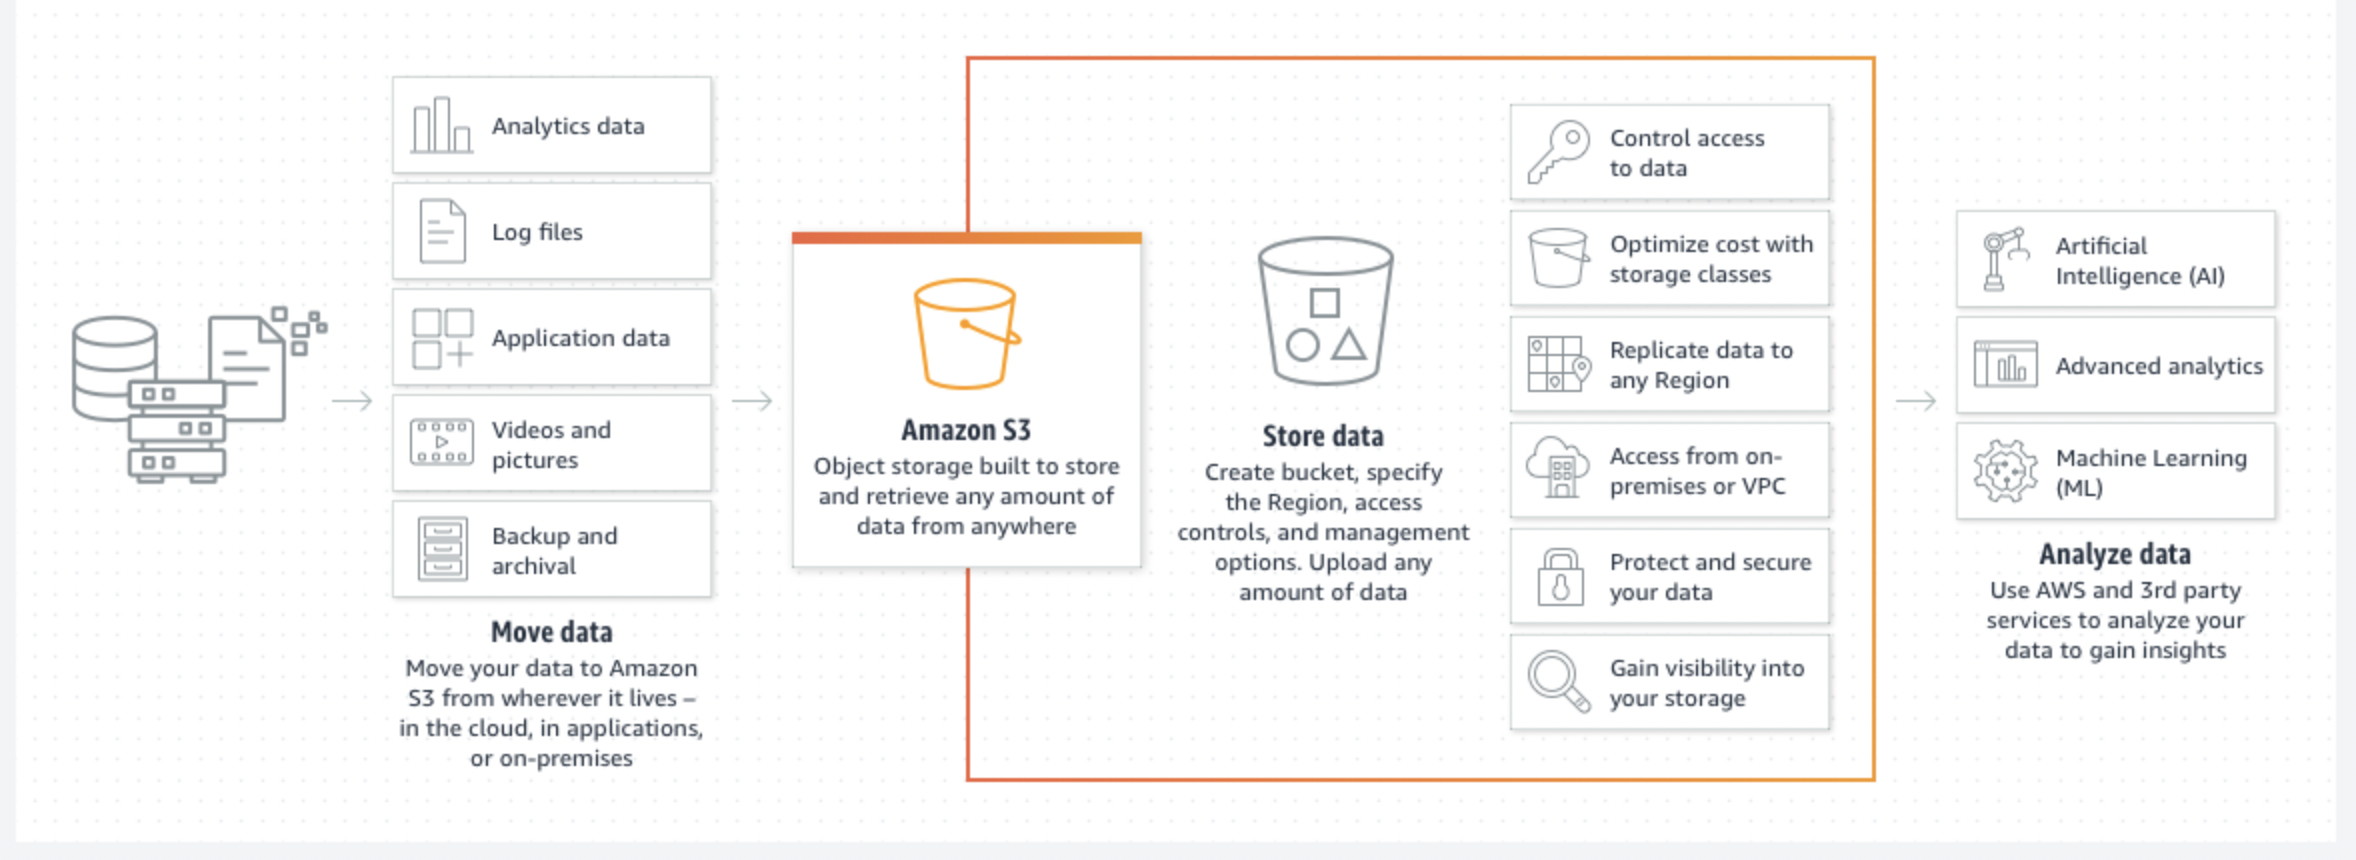 Analytics data
Log files
Application data
Videos and
pictures
Backup and
archival
Move data
Move your data to Amazon
S3 from wherever it lives –
in the cloud, in applications,
or on-premises
Amazon S3
Object storage built to store
and retrieve any amount of
data from anywhere
Store data
Create bucket, specify
the Region, access
controls, and management
options. Upload any
amount of data
Control access
to data
Optimize cost with
storage classes
Replicate data to
any Region
Access from on-
premises or VPC
Protect and secure
your data
Gain visibility into
your storage
Artificial
Intelligence (AI)
Advanced analytics
Machine Learning
(ML)
Analyze data
Use AWS and 3rd party
services to analyze your
data to gain insights